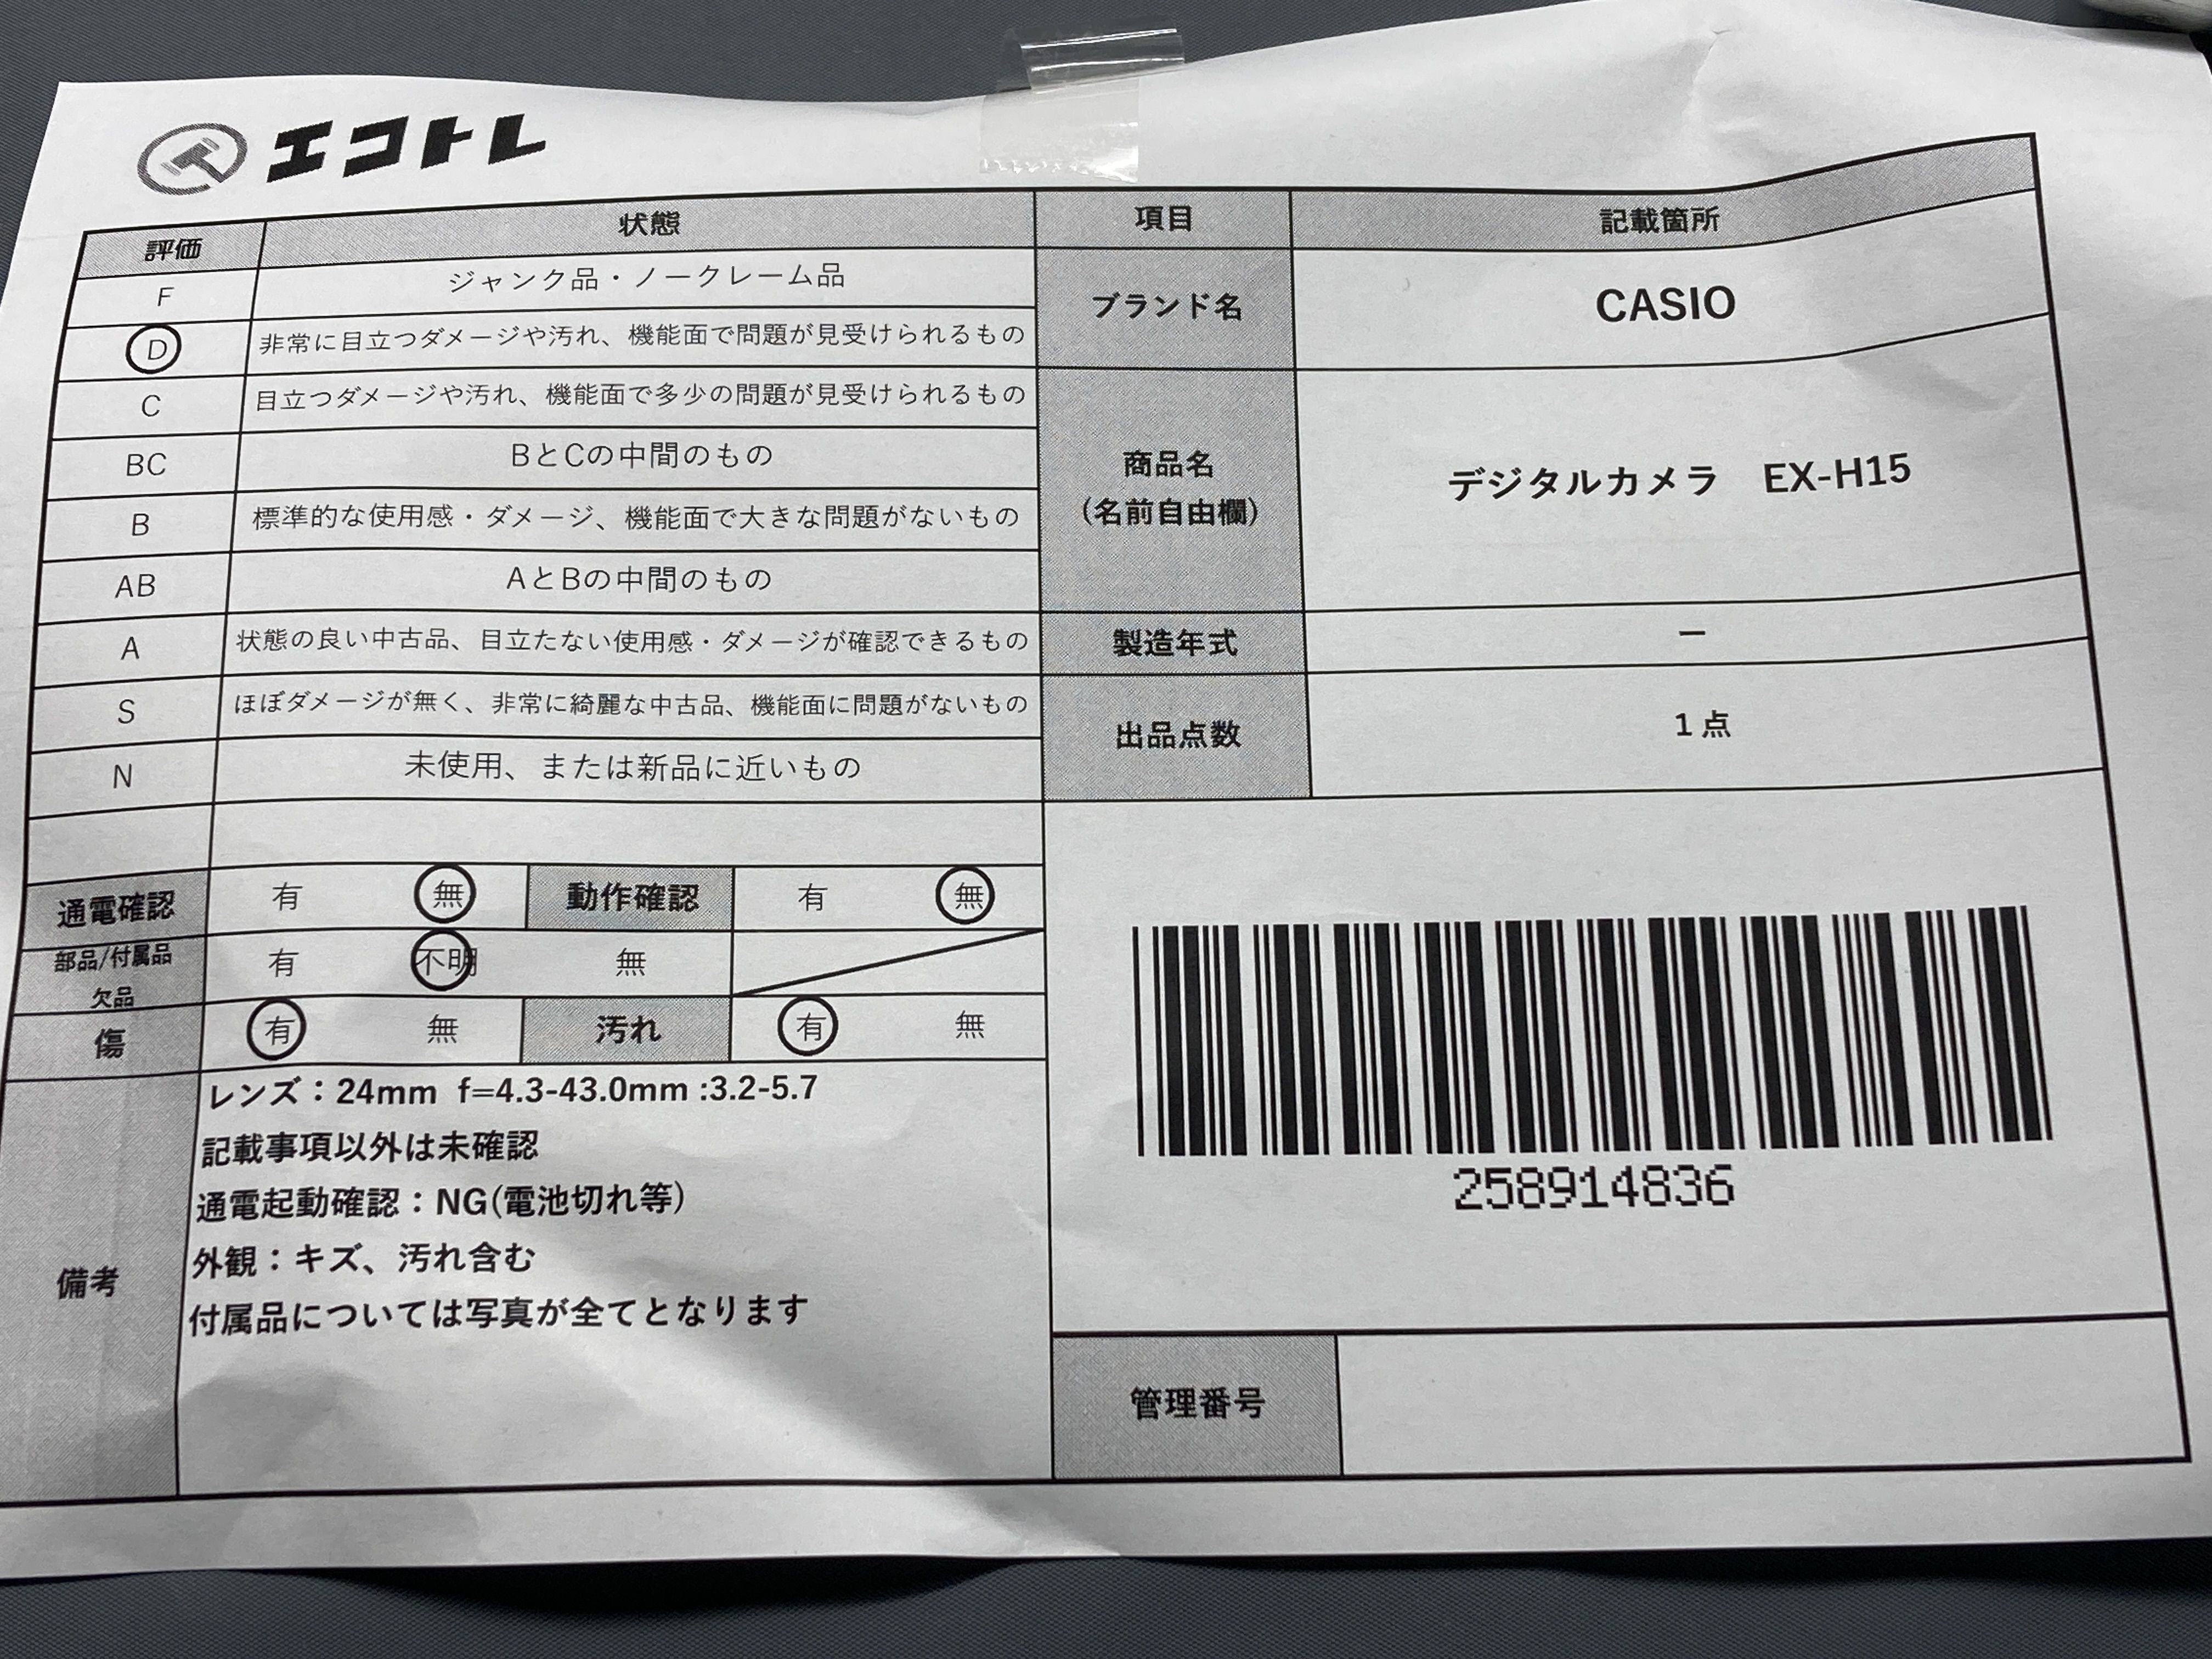 エコトレ
評価 状態
F ジャンク品・ノークレーム品
D 非常に目立つダメージや汚れ、機能面で問題が見受けられるもの
C 目立つダメージや汚れ、機能面で多少の問題が見受けられるもの
BC BとCの中間のもの
B 標準的な使用感・ダメージ、機能面で大きな問題がないもの
AB AとBの中間のもの
A 状態の良い中古品、目立たない使用感・ダメージが確認できるもの
S ほぼダメージが無く、非常に綺麗な中古品、機能面に問題がないもの
N 未使用、または新品に近いもの
通電確認 有 無 動作確認 有 無
部品/付属品
欠品 有 不明 無
傷 有 無 汚れ 有 無
備考
レンズ：24mm f=4.3-43.0mm :3.2-5.7
記載事項以外は未確認
通電起動確認：NG(電池切れ等)
外観：キズ、汚れ含む
付属品については写真が全てとなります
項目 記載箇所
ブランド名 CASIO
商品名
(名前自由欄) デジタルカメラ EX-H15
製造年式 ー
出品点数 1点
258914836
管理番号